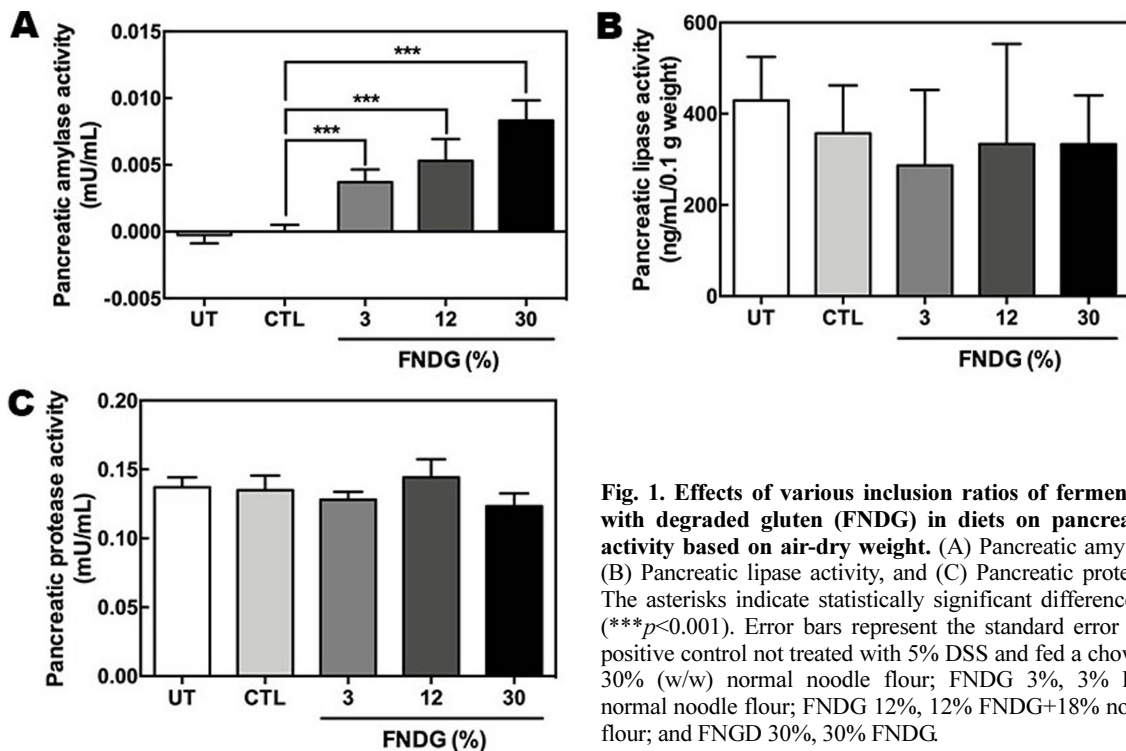 A
Pancreatic amylase activity
(mU/mL)
0.015
0.010
0.005
0.000
-0.005
***
***
***
UT CTL 3 12 30
FNDG (%)
B
Pancreatic lipase activity
(ng/mL/0.1 g weight)
600
400
200
0
UT CTL 3 12 30
FNDG (%)
C
Pancreatic protease activity
(mU/mL)
0.20
0.15
0.10
0.05
0.00
UT CTL 3 12 30
FNDG (%)
Fig. 1. Effects of various inclusion ratios of fermen
with degraded gluten (FNDG) in diets on pancrea
activity based on air-dry weight. (A) Pancreatic amy
(B) Pancreatic lipase activity, and (C) Pancreatic prote
The asterisks indicate statistically significant difference
(***p<0.001). Error bars represent the standard error
positive control not treated with 5% DSS and fed a chow
30% (w/w) normal noodle flour; FNDG 3%, 3%
normal noodle flour; FNDG 12%, 12% FNDG+18% no
flour; and FNGD 30%, 30% FNDG.